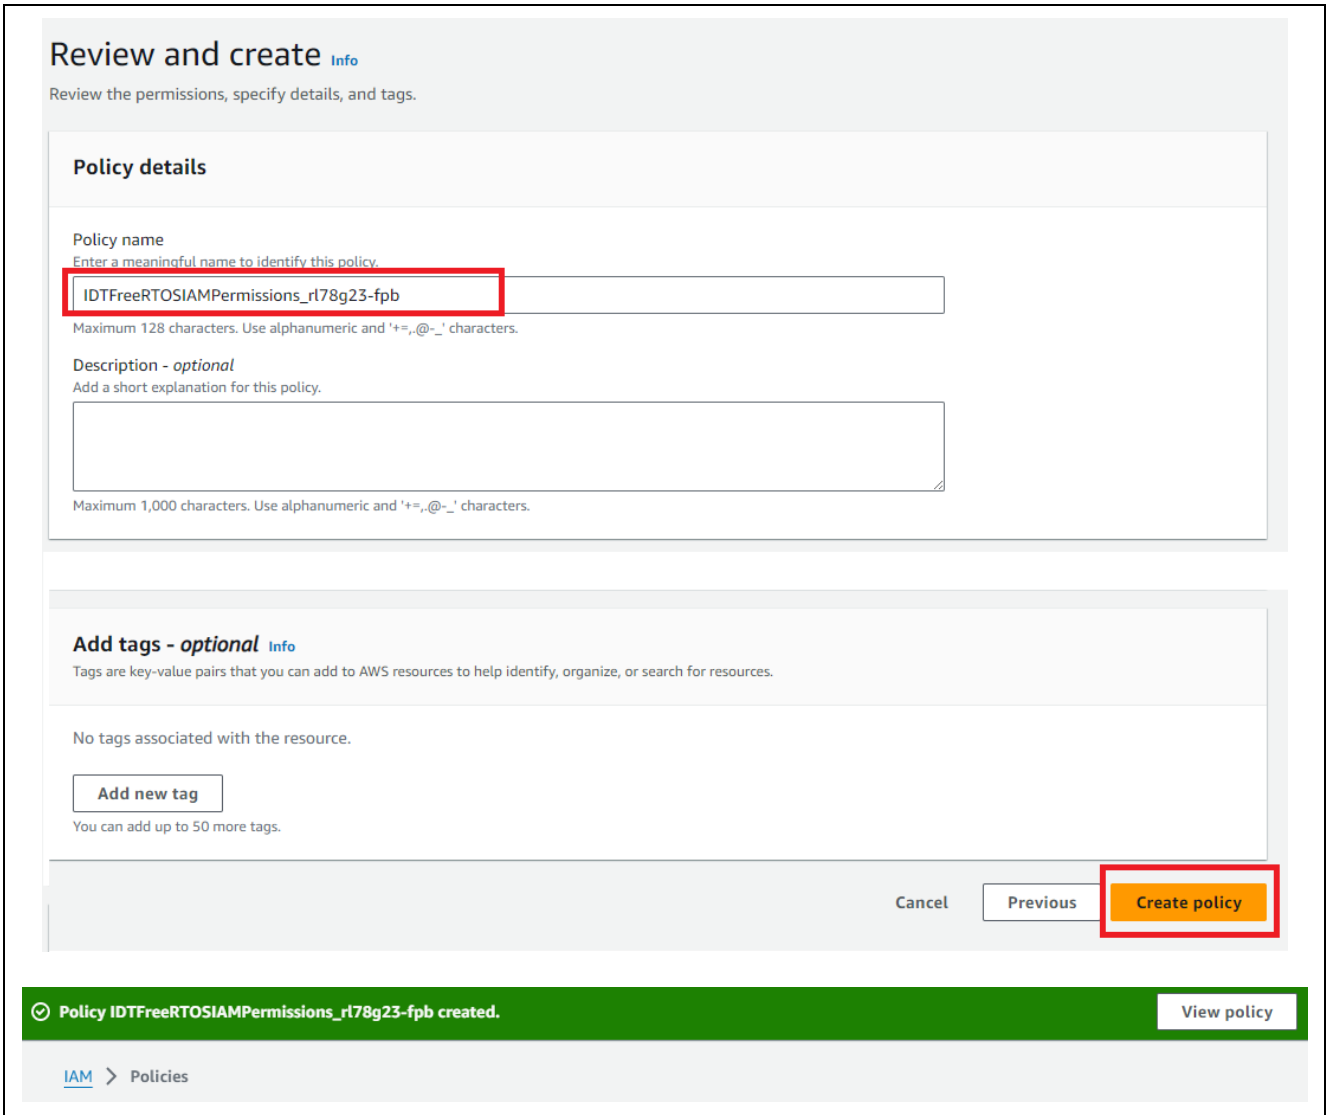 Review and create Info
Review the permissions, specify details, and tags.
Policy details
Policy name
Enter a meaningful name to identify this policy.
IDTFreeRTOSIAMPermissions_rl78g23-fpb
Maximum 128 characters. Use alphanumeric and '+=,.@-_' characters.
Description - optional
Add a short explanation for this policy.
Maximum 1,000 characters. Use alphanumeric and '+=,.@-_' characters.
Add tags - optional Info
Tags are key-value pairs that you can add to AWS resources to help identify, organize, or search for resources.
No tags associated with the resource.
Add new tag
You can add up to 50 more tags.
Cancel Previous Create policy
Policy IDTFreeRTOSIAMPermissions_rl78g23-fpb created. View policy
IAM > Policies